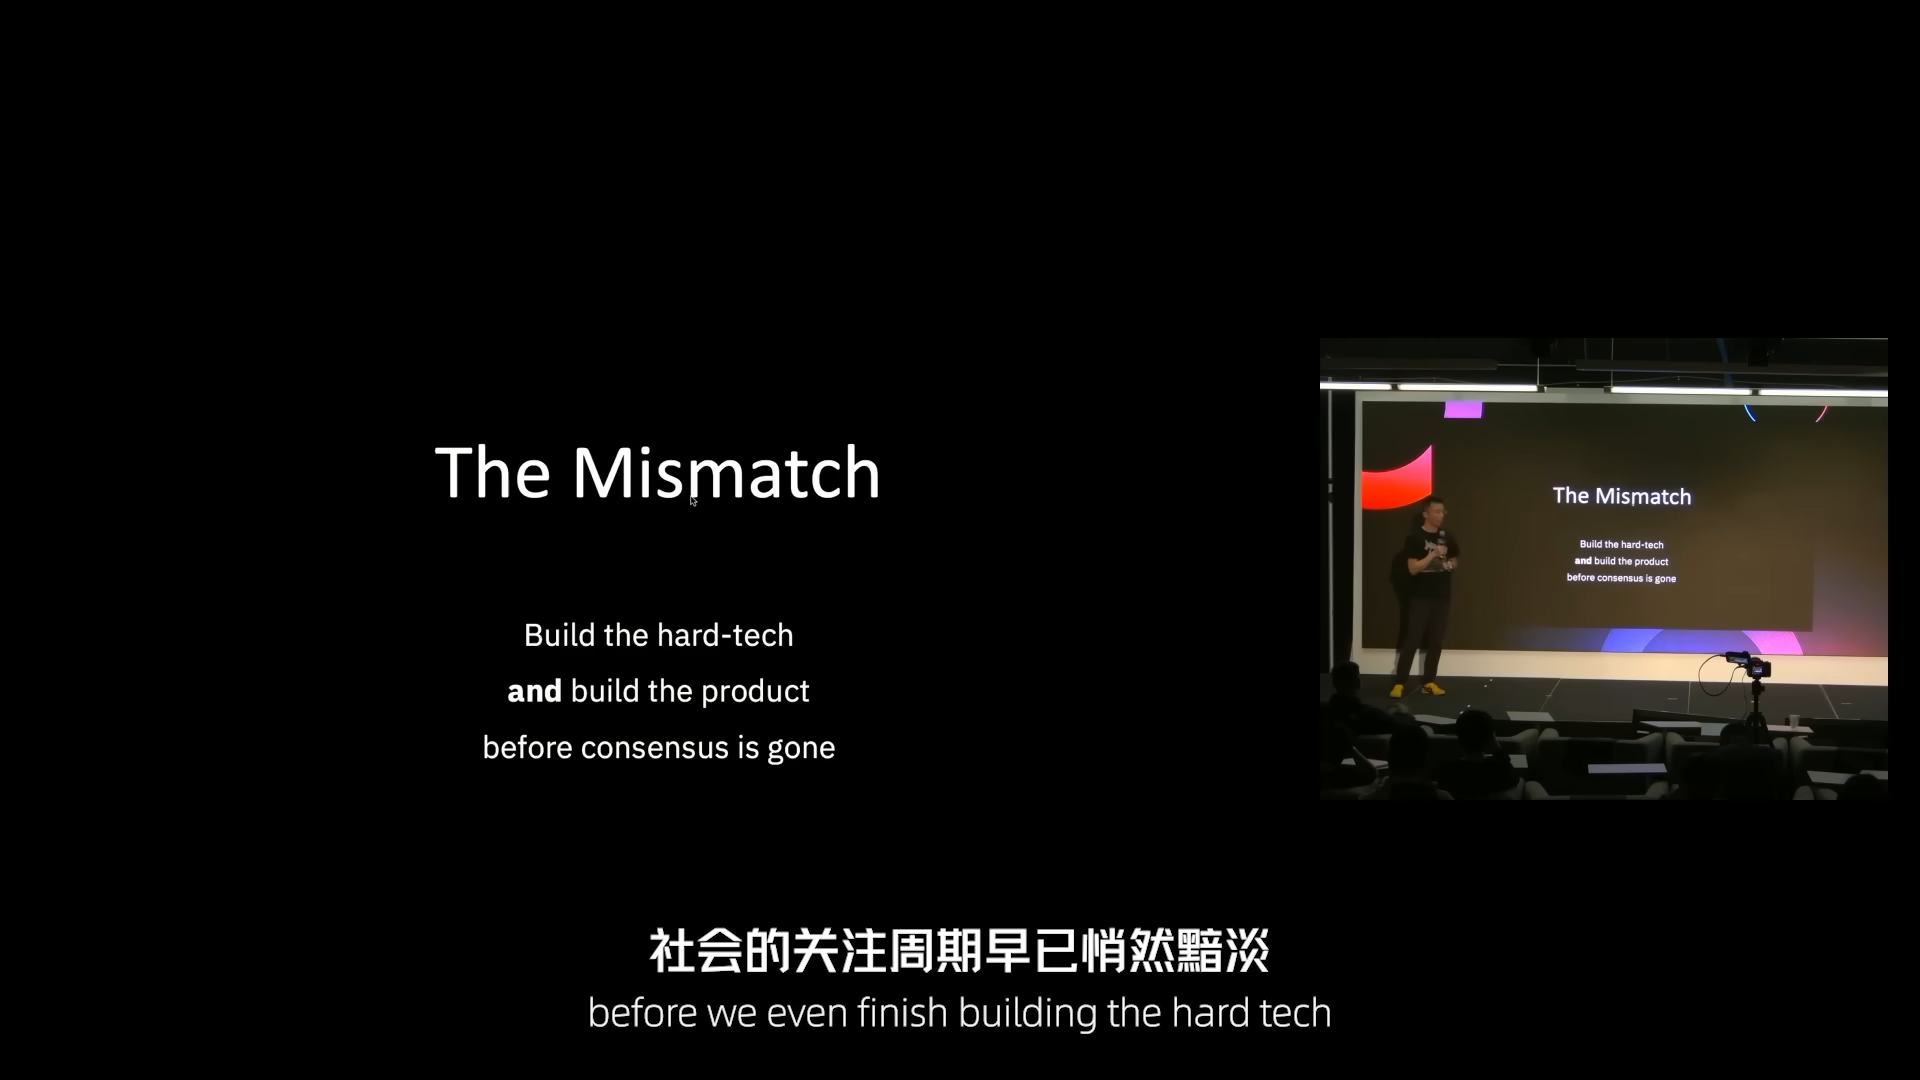 The Mismatch
Build the hard-tech
and build the product
before consensus is gone
The Mismatch
Build the hard-tech
and build the product
before consensus is gone
社会的关注周期早已悄然黯淡
before we even finish building the hard tech